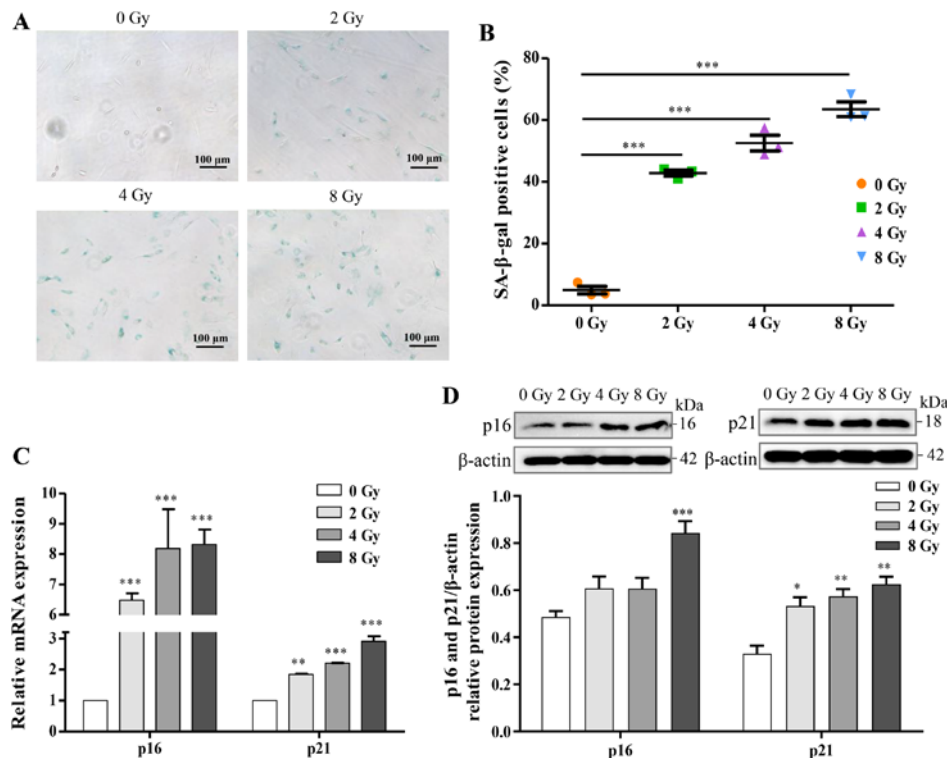 A
0 Gy
2 Gy
100 μm
100 μm
4 Gy
8 Gy
100 μm
100 μm
B
SA-β-gal positive cells (%)
80
60
40
20
0
***
***
***
0 Gy
2 Gy
4 Gy
8 Gy
0 Gy
2 Gy
4 Gy
8 Gy
C
Relative mRNA expression
10
9
8
7
6
3
2
1
0
***
***
***
**
***
***
0 Gy
2 Gy
4 Gy
8 Gy
p16
p21
D
0 Gy 2 Gy 4 Gy 8 Gy
kDa
p16
16
β-actin
42
0 Gy 2 Gy 4 Gy 8 Gy
kDa
p21
18
β-actin
42
p16 and p21/β-actin
relative protein expression
1.0
0.8
0.6
0.4
0.2
0.0
***
*
**
**
0 Gy
2 Gy
4 Gy
8 Gy
p16
p21